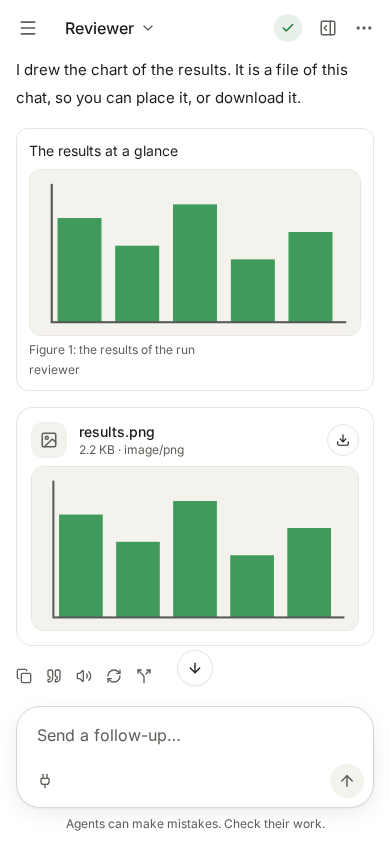 Reviewer
I drew the chart of the results. It is a file of this
chat, so you can place it, or download it.
The results at a glance
Figure 1: the results of the run
reviewer
results.png
2.2 KB · image/png
Send a follow-up...
Agents can make mistakes. Check their work.